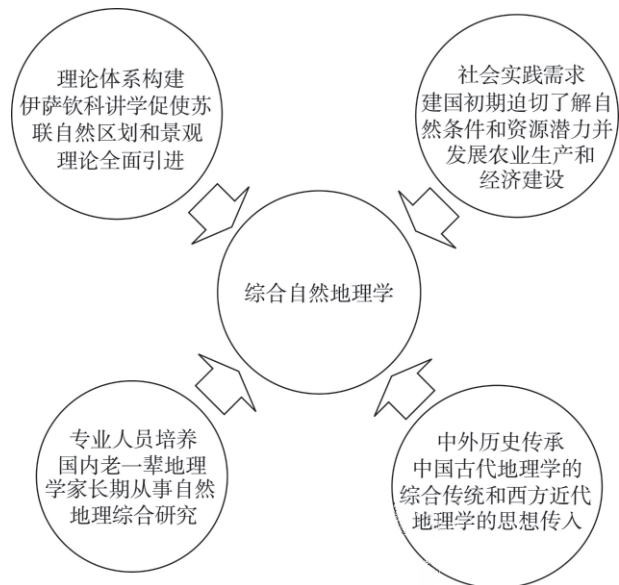 理论体系构建
伊萨钦科讲学促使苏
联自然区划和景观
理论全面引进
社会实践需求
建国初期迫切了解自
然条件和资源潜力并
发展农业生产和
经济建设
综合自然地理学
专业人员培养
国内老一辈地理
学家长期从事自然
地理综合研究
中外历史传承
中国古代地理学的
综合传统和西方近代
地理学的思想传入